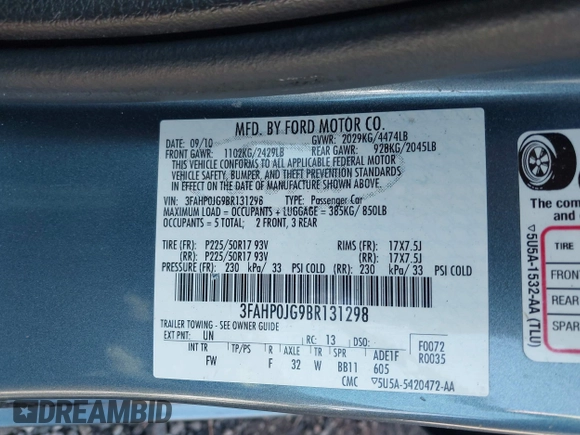 MFD. BY FORD MOTOR CO.
DATE: 09/10 GVWR: 2029KG/4474LB
FRONT GAWR: 1102KG/2429LB REAR GAWR: 928KG/2045LB
THIS VEHICLE CONFORMS TO ALL APPLICABLE FEDERAL MOTOR
VEHICLE SAFETY, BUMPER, AND THEFT PREVENTION STANDARDS
IN EFFECT ON THE DATE OF MANUFACTURE SHOWN ABOVE.
VIN: 3FAHP0JG9BR131298 TYPE: Passenger Car
MAXIMUM LOAD = OCCUPANTS + LUGGAGE = 385KG/850LB
OCCUPANTS = 5 TOTAL: 2 FRONT, 3 REAR
TIRE (FR): P225/50R17 93V RIMS (FR): 17X7.5J
(RR): P225/50R17 93V (RR): 17X7.5J
PRESSURE (FR): 230 kPa/33 PSI COLD (RR): 230 kPa/33 PSI COLD
3FAHP0JG9BR131298
TRAILER TOWING - SEE OWNER GUIDE
EXT PNT: UN RC: 13 DSO: F0072
INT TR TP/PS R AXLE TR SPR ADE1F R0035
FW F 32 W BB11 605
CMC ▽5U5A-5420472-AA
▽5U5A-1532-AA (TLU)
The com
TIRE
FRONT
REAR
SPAR
DREAMBID